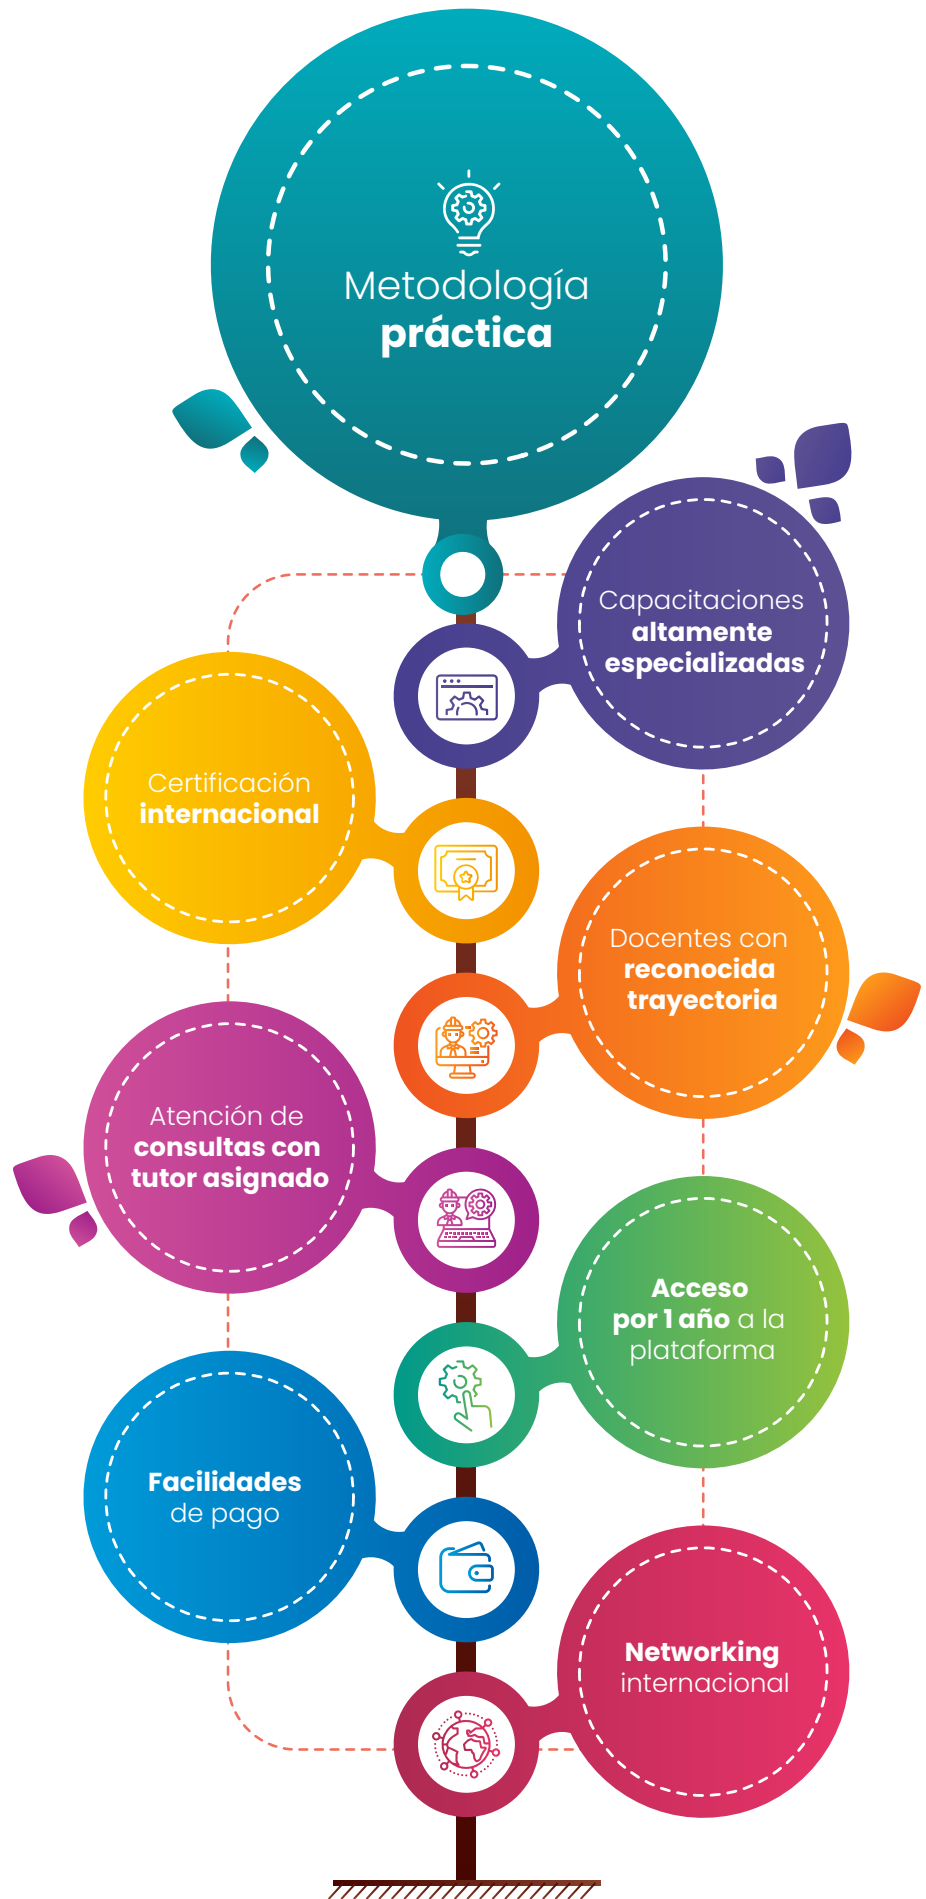 Metodología
práctica
Capacitaciones
altamente
especializadas
Certificación
internacional
Docentes con
reconocida
trayectoria
Atención de
consultas con
tutor asignado
Acceso
por 1 año a la
plataforma
Facilidades
de pago
Networking
internacional